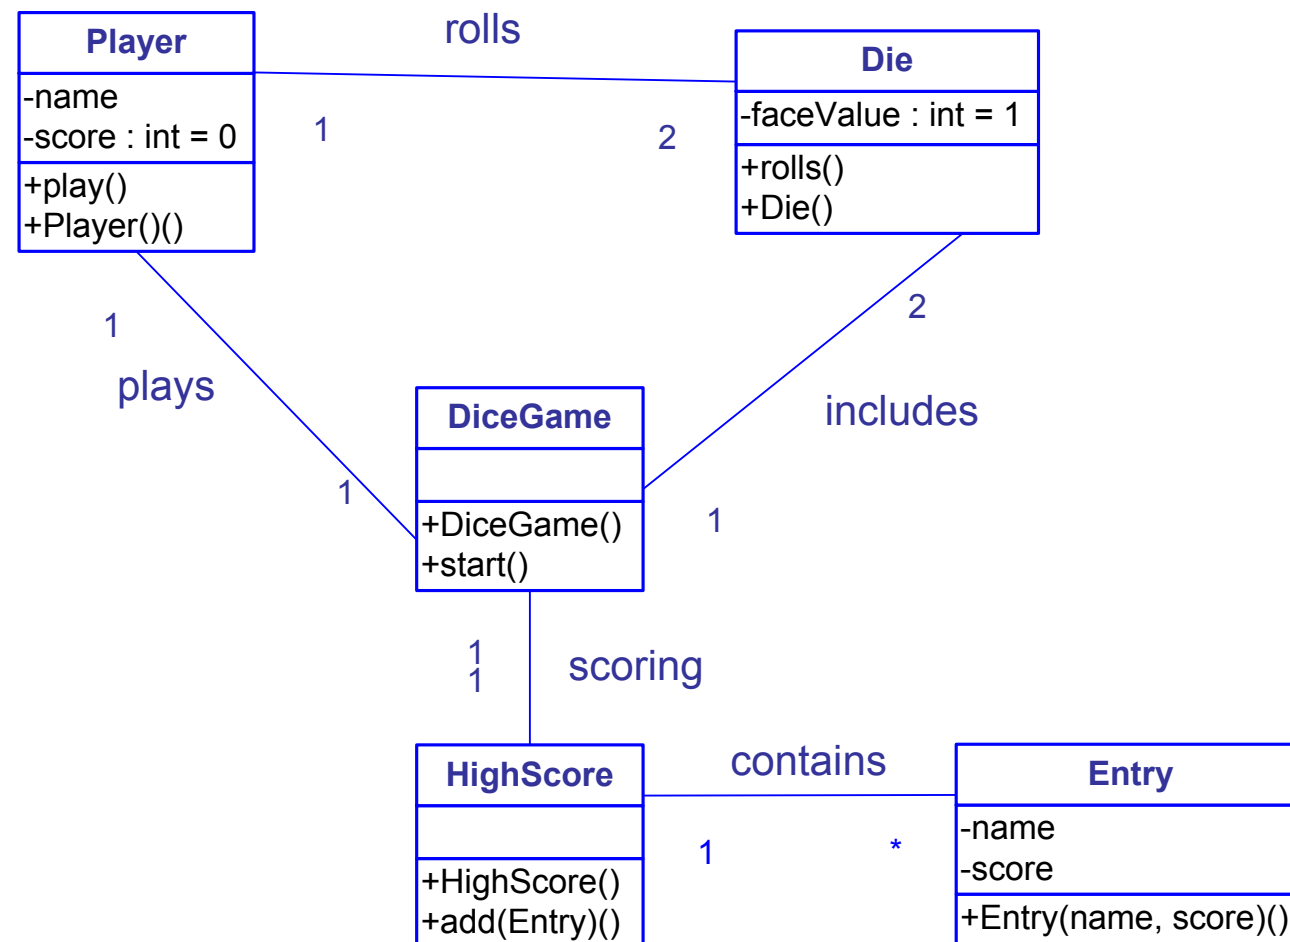 Player
-name
-score : int = 0
+play()
+Player()()
rolls
1
2
Die
-faceValue : int = 1
+rolls()
+Die()
1
plays
1
2
includes
1
DiceGame
+DiceGame()
+start()
1
1
scoring
HighScore
+HighScore()
+add(Entry)()
contains
1
*
Entry
-name
-score
+Entry(name, score)()